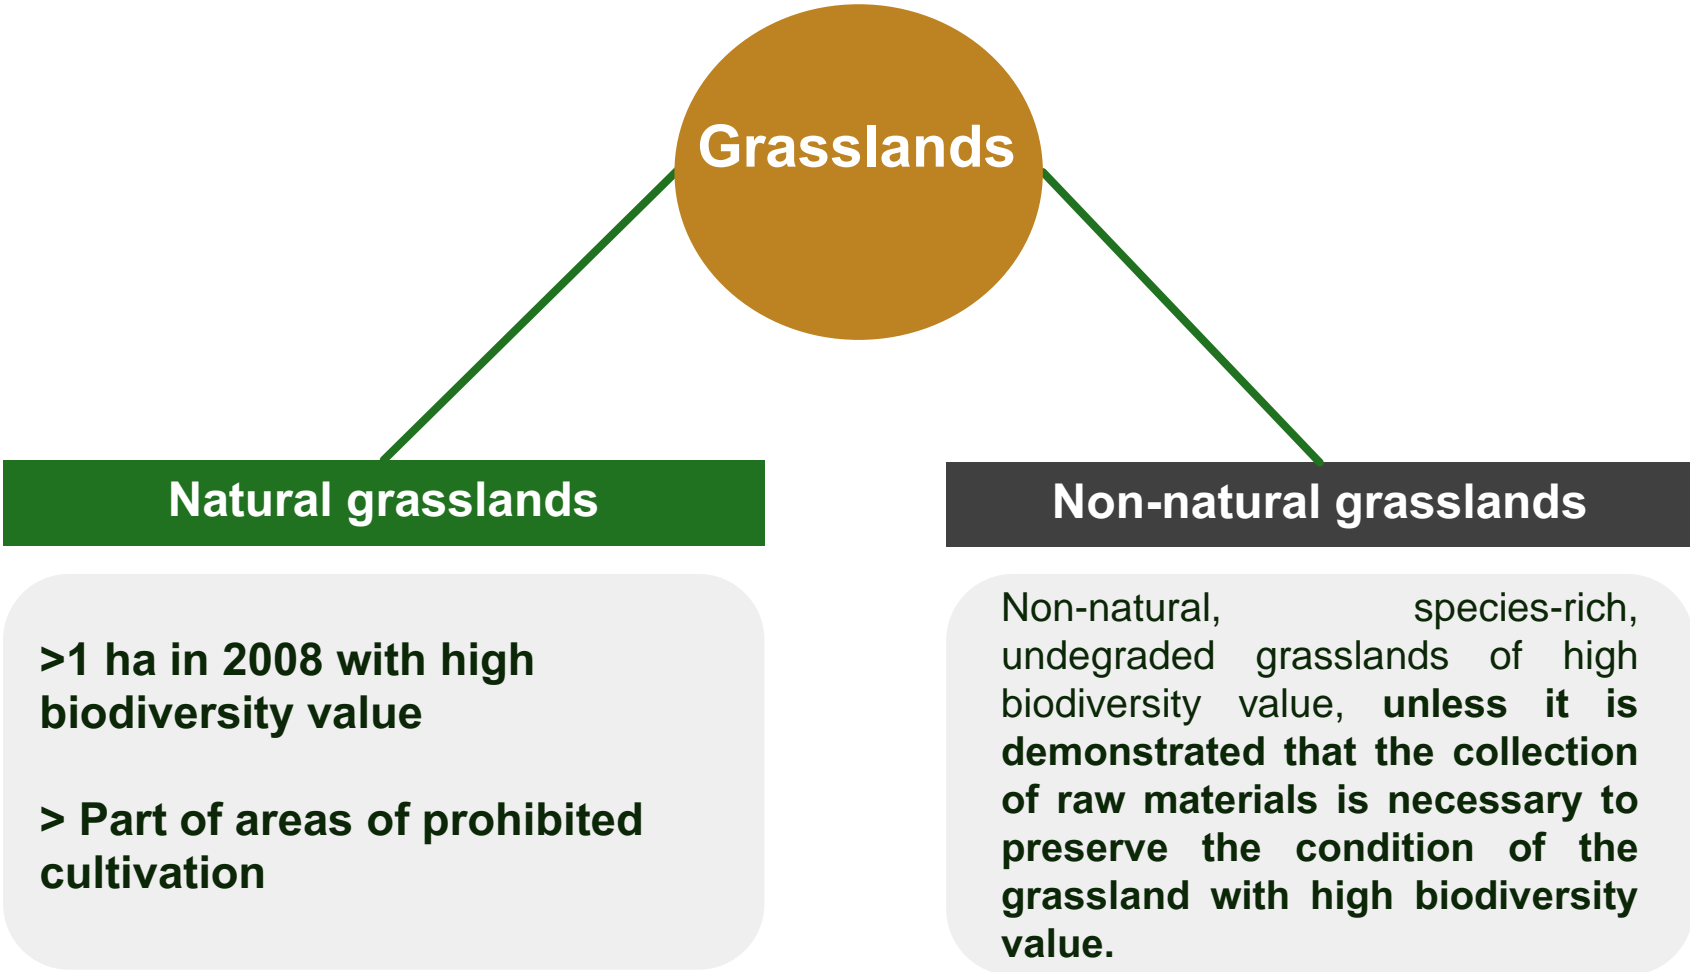 Grasslands
Natural grasslands
>1 ha in 2008 with high
biodiversity value
> Part of areas of prohibited
cultivation
Non-natural grasslands
Non-natural, species-rich,
undegraded grasslands of high
biodiversity value, unless it is
demonstrated that the collection
of raw materials is necessary to
preserve the condition of the
grassland with high biodiversity
value.